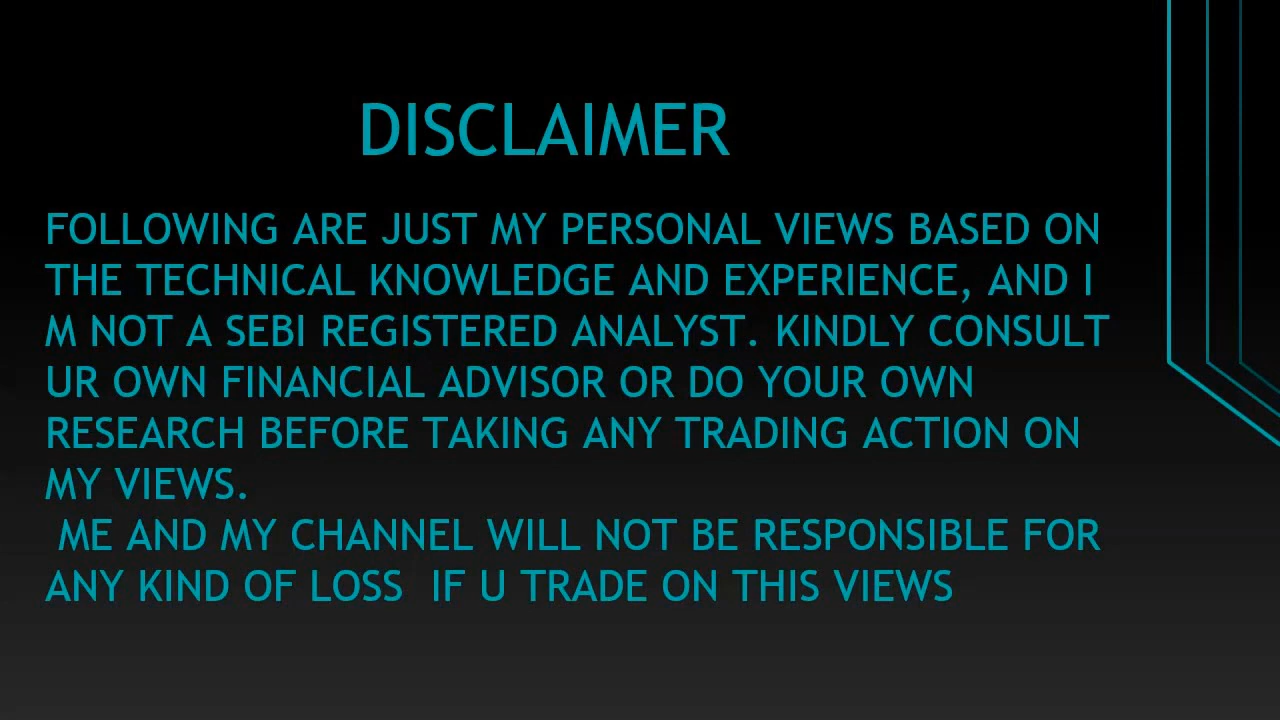 DISCLAIMER
FOLLOWING ARE JUST MY PERSONAL VIEWS BASED ON
THE TECHNICAL KNOWLEDGE AND EXPERIENCE, AND I
M NOT A SEBI REGISTERED ANALYST. KINDLY CONSULT
UR OWN FINANCIAL ADVISOR OR DO YOUR OWN
RESEARCH BEFORE TAKING ANY TRADING ACTION ON
MY VIEWS.
ME AND MY CHANNEL WILL NOT BE RESPONSIBLE FOR
ANY KIND OF LOSS  IF U TRADE ON THIS VIEWS